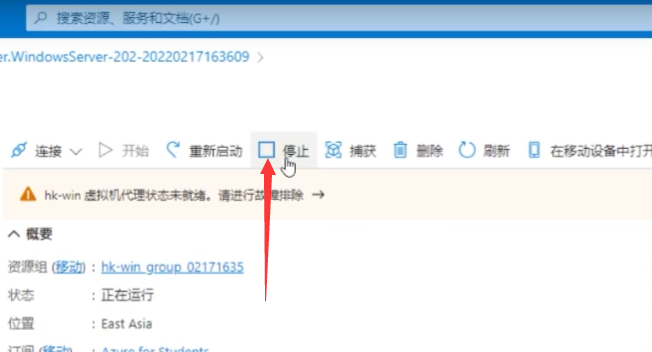 搜索资源、服务和文档(G+/)
er.WindowsServer-202-20220217163609 >
连接 开始 重新启动 停止 捕获 删除 刷新 在移动设备中打开
hk-win 虚拟机代理状态未就绪。请进行故障排除 →
概要
资源组 (移动) : hk-win_group_02171635
状态 : 正在运行
位置 : East Asia
订阅 (移动) : Azure for Students